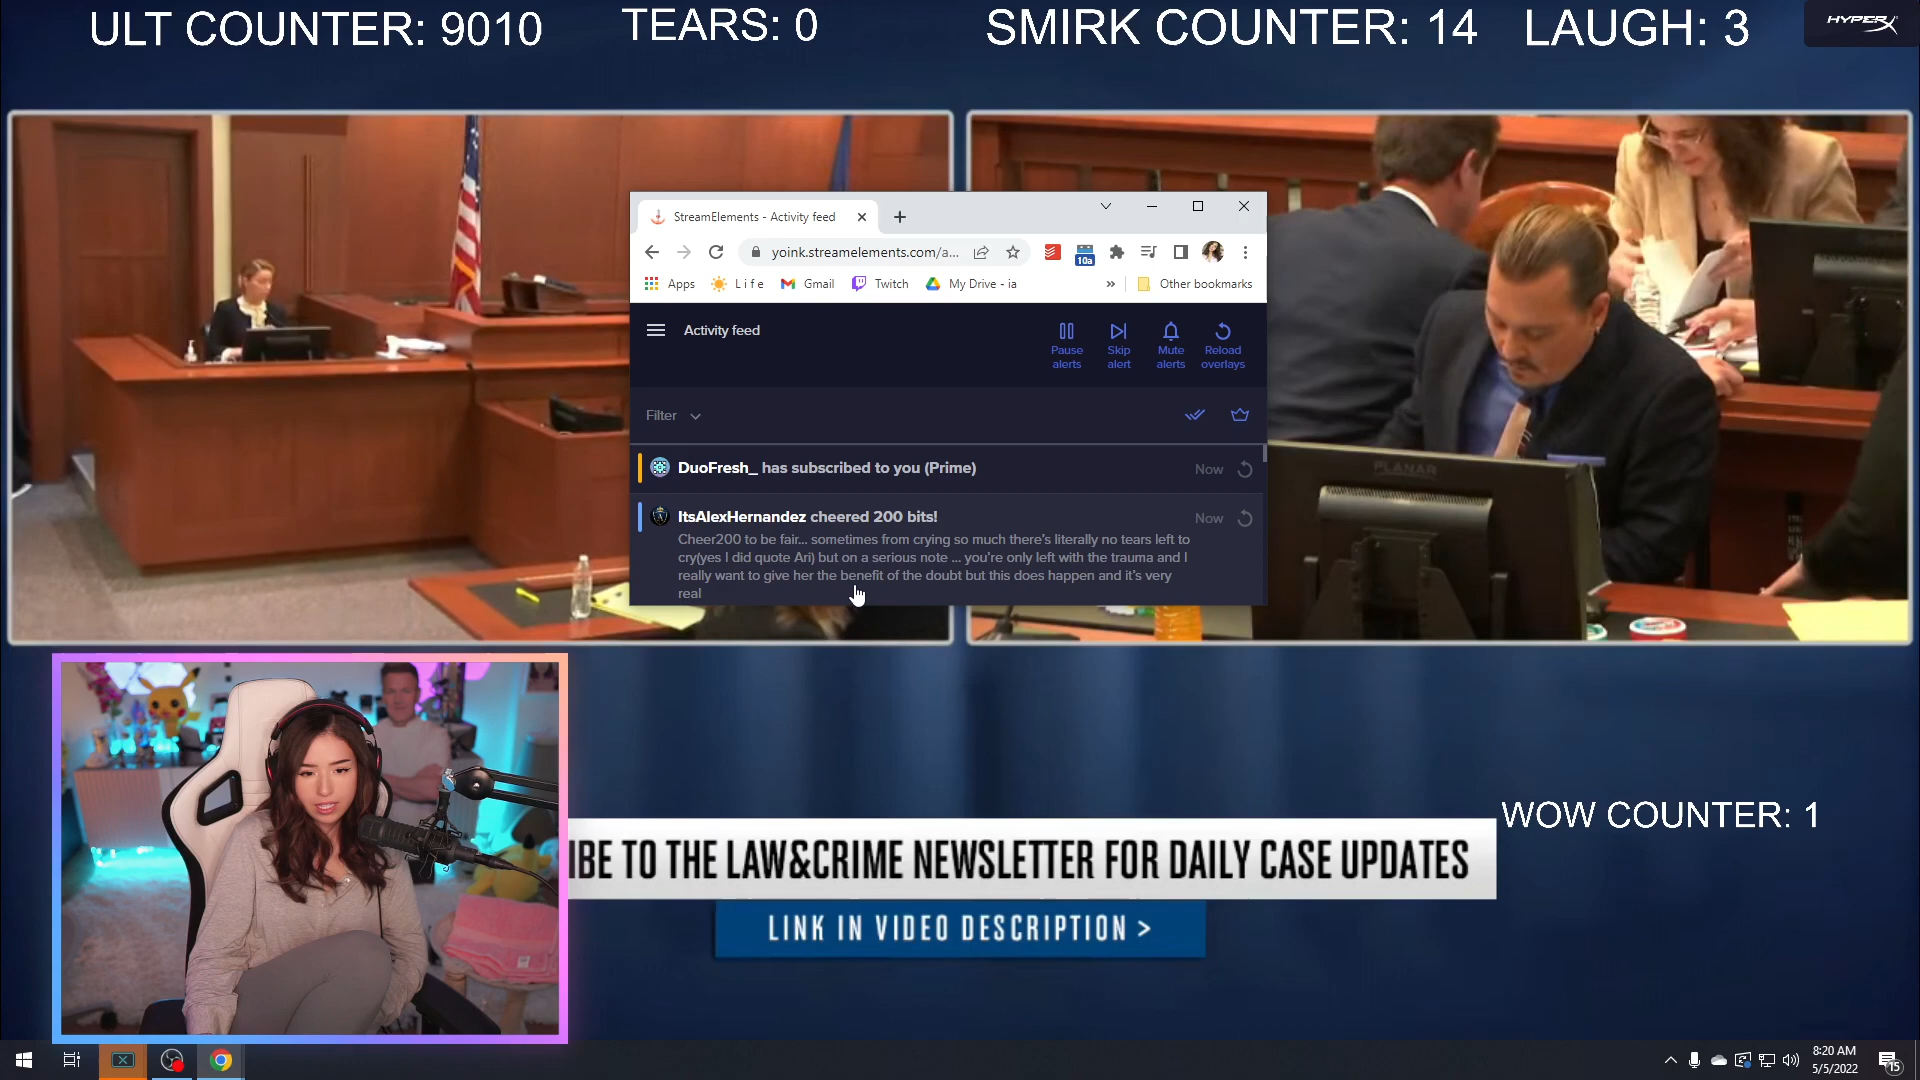 ULT COUNTER: 9010
TEARS: 0
SMIRK COUNTER: 14
LAUGH: 3
HYPERX
StreamElements - Activity feed
yoink.streamelements.com/a...
10a
Apps
Life
Gmail
Twitch
My Drive - ia
»
Other bookmarks
Activity feed
Pause alerts
Skip alert
Mute alerts
Reload overlays
Filter
DuoFresh_ has subscribed to you (Prime)
Now
ItsAlexHernandez cheered 200 bits!
Now
Cheer200 to be fair... sometimes from crying so much there's literally no tears left to
cry(yes I did quote Ari) but on a serious note ... you're only left with the trauma and I
really want to give her the benefit of the doubt but this does happen and it's very
real
PLANAR
WOW COUNTER: 1
IBE TO THE LAW&CRIME NEWSLETTER FOR DAILY CASE UPDATES
LINK IN VIDEO DESCRIPTION >
8:20 AM
5/5/2022
15